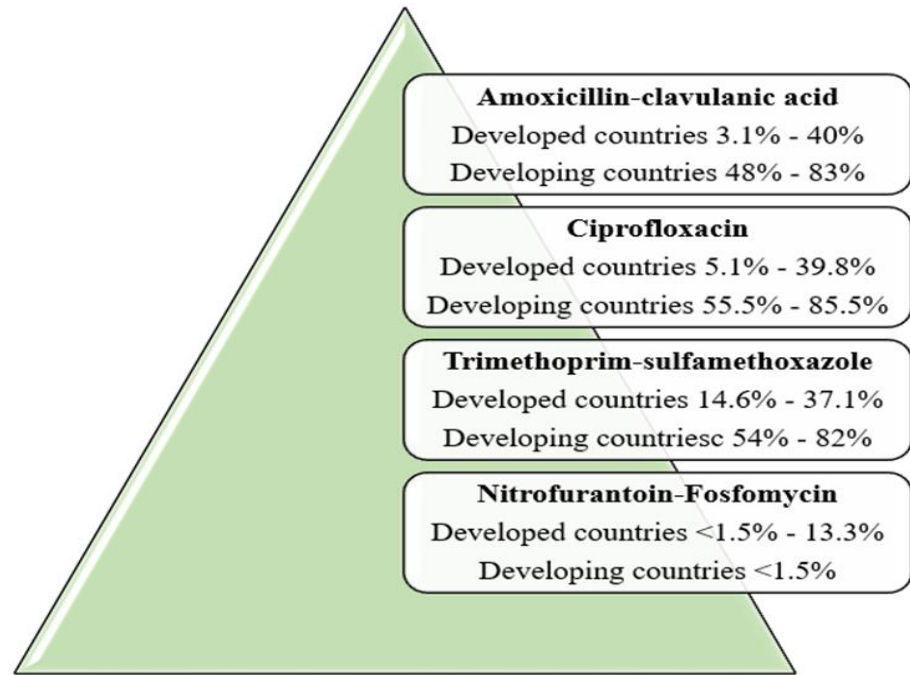 Amoxicillin-clavulanic acid
Developed countries 3.1% - 40%
Developing countries 48% - 83%
Ciprofloxacin
Developed countries 5.1% - 39.8%
Developing countries 55.5% - 85.5%
Trimethoprim-sulfamethoxazole
Developed countries 14.6% - 37.1%
Developing countriesc 54% - 82%
Nitrofurantoin-Fosfomycin
Developed countries <1.5% - 13.3%
Developing countries <1.5%